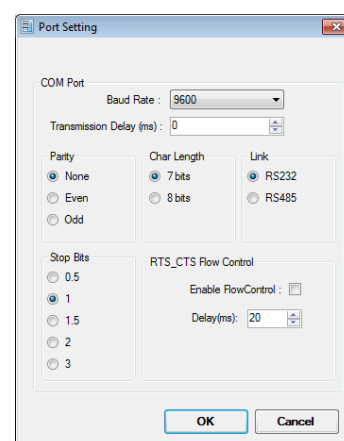 Port Setting
COM Port
Baud Rate : 9600
Transmission Delay (ms) : 0
Parity
None
Even
Odd
Char Length
7 bits
8 bits
Link
RS232
RS485
Stop Bits
0.5
1
1.5
2
3
RTS_CTS Flow Control
Enable FlowControl :
Delay(ms): 20
OK Cancel